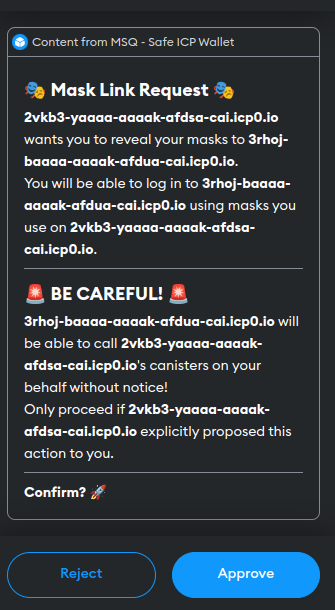 Content from MSQ - Safe ICP Wallet
🎭 Mask Link Request 🎭
2vkb3-yaaaa-aaaak-afdsa-cai.icp0.io
wants you to reveal your masks to 3rhoj-
baaaa-aaaak-afdua-cai.icp0.io.
You will be able to log in to 3rhoj-baaaa-
aaaak-afdua-cai.icp0.io using masks you
use on 2vkb3-yaaaa-aaaak-afdsa-
cai.icp0.io.
🚨 BE CAREFUL! 🚨
3rhoj-baaaa-aaaak-afdua-cai.icp0.io will
be able to call 2vkb3-yaaaa-aaaak-
afdsa-cai.icp0.io's canisters on your
behalf without notice!
Only proceed if 2vkb3-yaaaa-aaaak-
afdsa-cai.icp0.io explicitly proposed this
action to you.
Confirm? 🚀
Reject
Approve